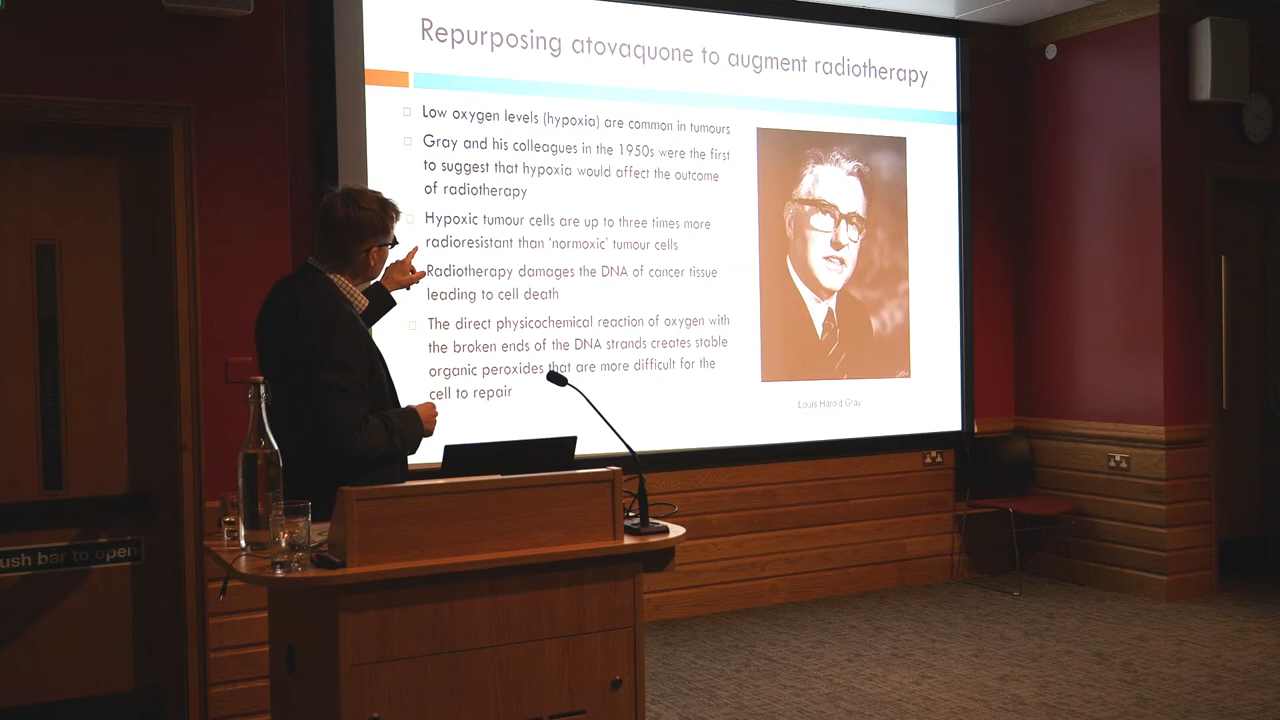 Repurposing atovaquone to augment radiotherapy
Low oxygen levels (hypoxia) are common in tumours
Gray and his colleagues in the 1950s were the first
to suggest that hypoxia would affect the outcome
of radiotherapy
Hypoxic tumour cells are up to three times more
radioresistant than 'normoxic' tumour cells
Radiotherapy damages the DNA of cancer tissue
leading to cell death
The direct physicochemical reaction of oxygen with
the broken ends of the DNA strands creates stable
organic peroxides that are more difficult for the
cell to repair
Louis Harold Gray
ush bar to open